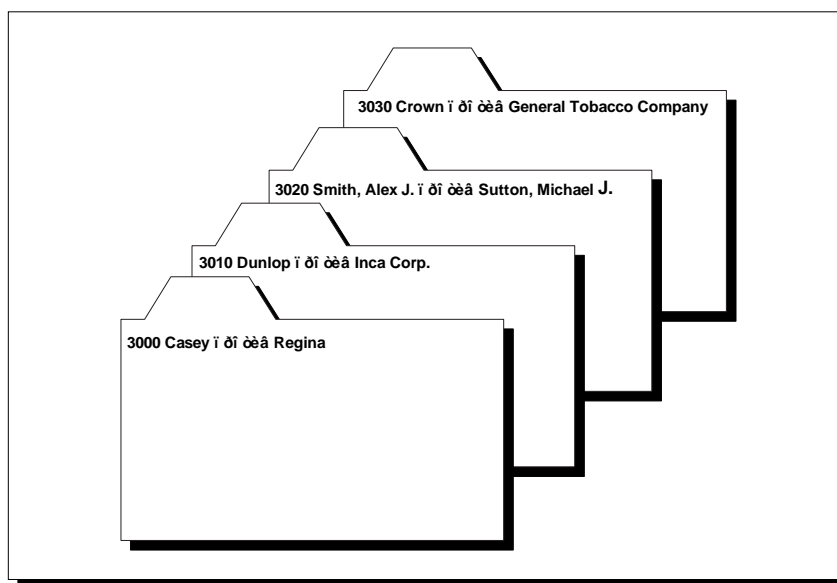 3030 Crown ï ðî òèâ General Tobacco Company
3020 Smith, Alex J. ï ðî òèâ Sutton, Michael J.
3010 Dunlop ï ðî òèâ Inca Corp.
3000 Casey ï ðî òèâ Regina